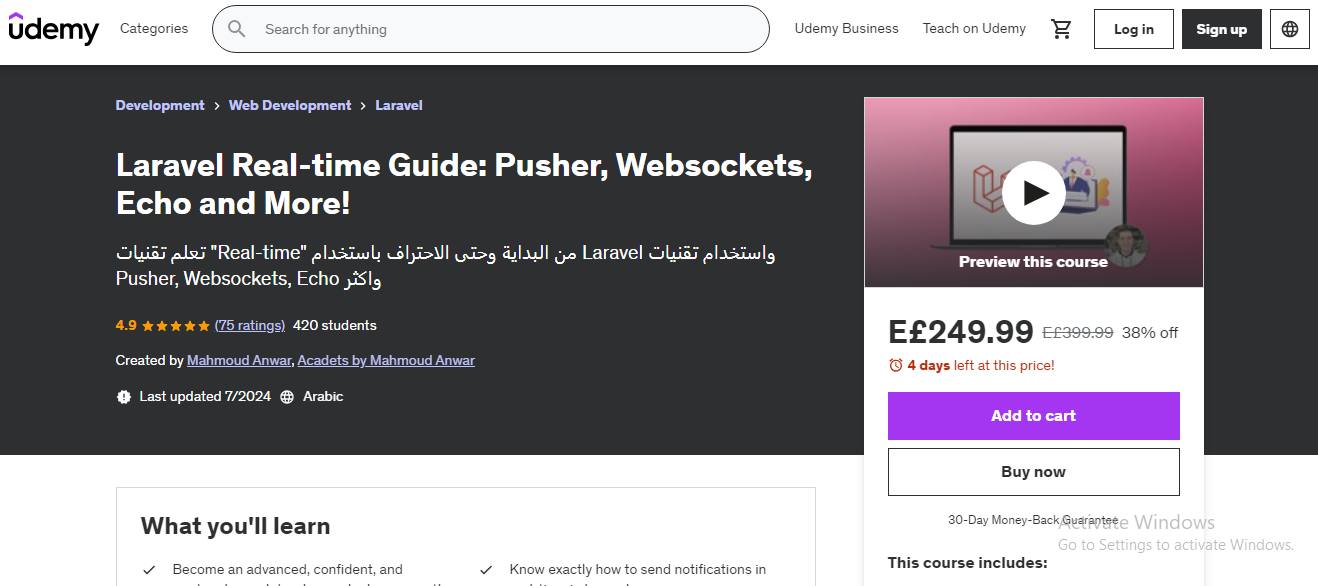 udemy
Categories
Search for anything
Udemy Business
Teach on Udemy
Log in
Sign up
Development > Web Development > Laravel
Laravel Real-time Guide: Pusher, Websockets,
Echo and More!
واستخدام تقنيات Laravel من البداية وحتى الاحتراف باستخدام "Real-time" تعلم تقنيات
Pusher, Websockets, Echo واكثر
4.9 (75 ratings) 420 students
Created by Mahmoud Anwar, Acadets by Mahmoud Anwar
Last updated 7/2024 Arabic
Preview this course
E£249.99 E£399.99 38% off
4 days left at this price!
Add to cart
Buy now
30-Day Money-Back Guarantee
This course includes:
What you'll learn
Become an advanced, confident, and
Know exactly how to send notifications in
Activate Windows
Go to Settings to activate Windows.